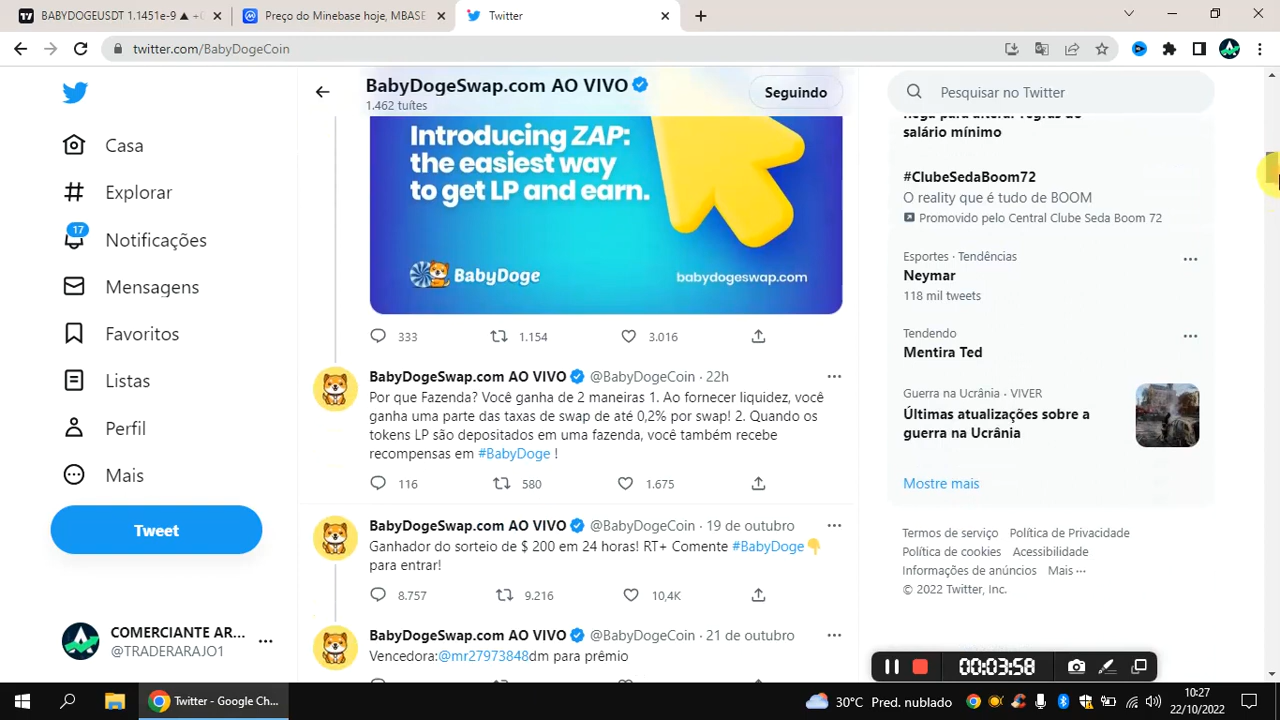 BABYDOGEUSDT 1.1451e-9 ▲ +
Preço do Minebase hoje, MBASE
Twitter
twitter.com/BabyDogeCoin
BabyDogeSwap.com AO VIVO
1.462 tuítes
Seguindo
Pesquisar no Twitter
Casa
Explorar
17
Notificações
Mensagens
Favoritos
Listas
Perfil
Mais
Tweet
COMERCIANTE AR...
@TRADERARAJO1
Introducing ZAP:
the easiest way
to get LP and earn.
BabyDoge
babydogeswap.com
333 1.154 3.016
BabyDogeSwap.com AO VIVO @BabyDogeCoin · 22h
Por que Fazenda? Você ganha de 2 maneiras 1. Ao fornecer liquidez, você
ganha uma parte das taxas de swap de até 0,2% por swap! 2. Quando os
tokens LP são depositados em uma fazenda, você também recebe
recompensas em #BabyDoge !
116 580 1.675
BabyDogeSwap.com AO VIVO @BabyDogeCoin · 19 de outubro
Ganhador do sorteio de $ 200 em 24 horas! RT+ Comente #BabyDoge👇
para entrar!
8.757 9.216 10,4K
BabyDogeSwap.com AO VIVO @BabyDogeCoin · 21 de outubro
Vencedora:@mr27973848dm para prêmio
salário mínimo
#ClubeSedaBoom72
O reality que é tudo de BOOM
Promovido pelo Central Clube Seda Boom 72
Esportes · Tendências
Neymar
118 mil tweets
Tendendo
Mentira Ted
Guerra na Ucrânia · VIVER
Últimas atualizações sobre a
guerra na Ucrânia
Mostre mais
Termos de serviço Política de Privacidade
Política de cookies Acessibilidade
Informações de anúncios Mais ···
© 2022 Twitter, Inc.
00:03:58
Twitter - Google Ch...
30°C Pred. nublado
10:27
22/10/2022